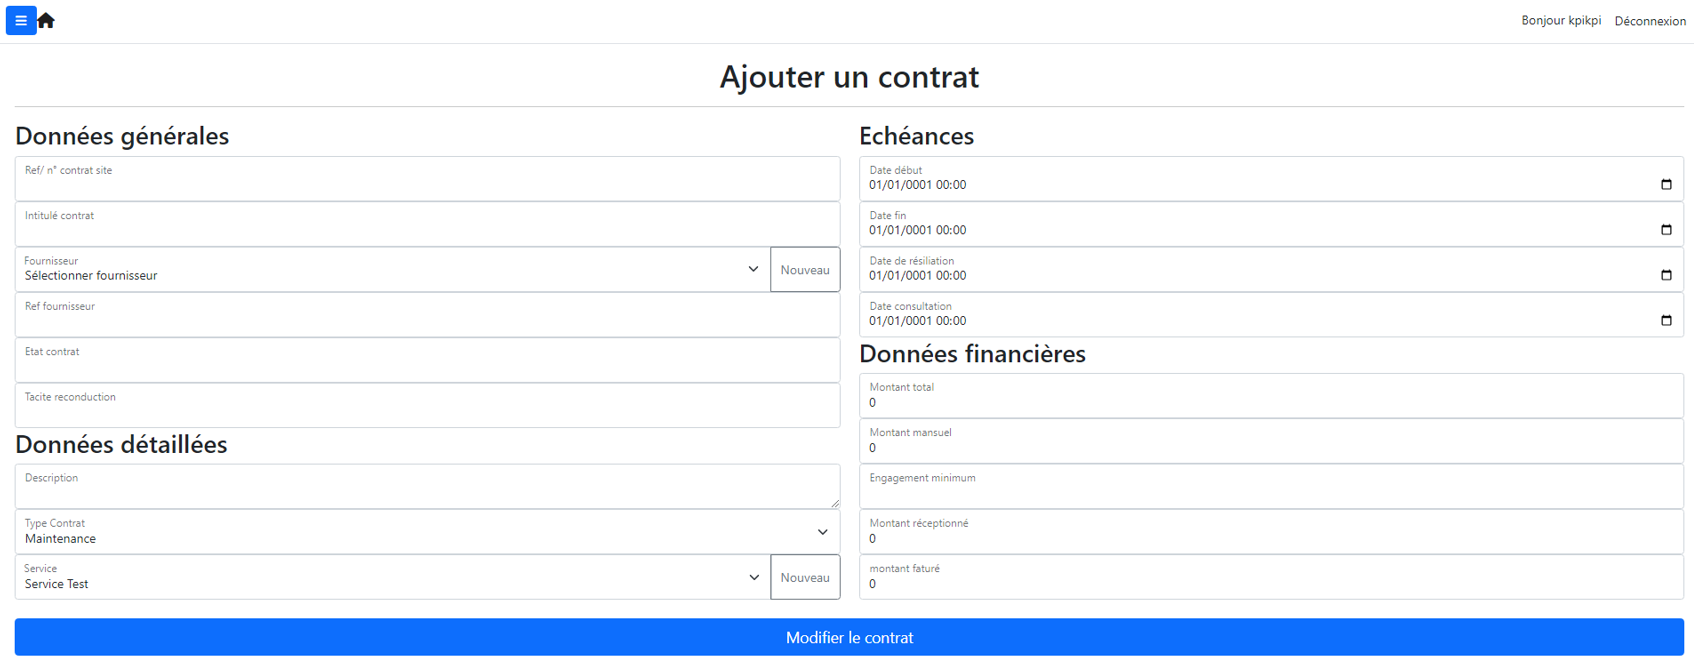 Bonjour kpikpi Déconnexion
Ajouter un contrat
Données générales
Ref/ n° contrat site
Intitulé contrat
Fournisseur
Sélectionner fournisseur
Nouveau
Ref fournisseur
Etat contrat
Tacite reconduction
Données détaillées
Description
Type Contrat
Maintenance
Service
Service Test
Nouveau
Echéances
Date début
01/01/0001 00:00
Date fin
01/01/0001 00:00
Date de résiliation
01/01/0001 00:00
Date consultation
01/01/0001 00:00
Données financières
Montant total
0
Montant mansuel
0
Engagement minimum
Montant réceptionné
0
montant faturé
0
Modifier le contrat